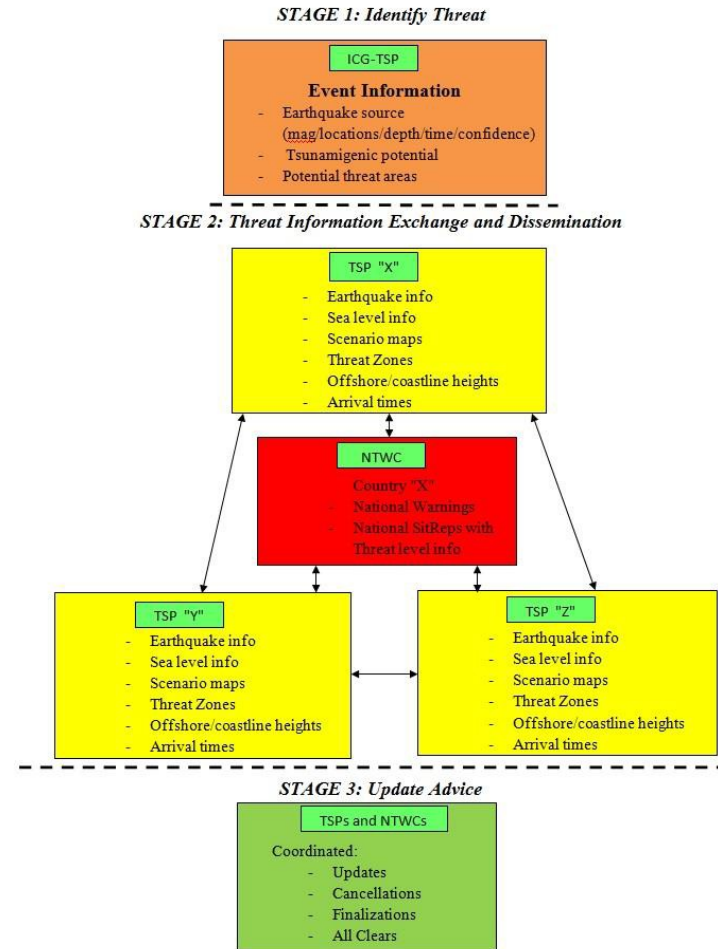 STAGE 1: Identify Threat
ICG-TSP
Event Information
- Earthquake source
(mag/locations/depth/time/confidence)
- Tsunamigenic potential
- Potential threat areas
STAGE 2: Threat Information Exchange and Dissemination
TSP "X"
- Earthquake info
- Sea level info
- Scenario maps
- Threat Zones
- Offshore/coastline heights
- Arrival times
NTWC
Country "X"
- National Warnings
- National SitReps with
Threat level info
TSP "Y"
- Earthquake info
- Sea level info
- Scenario maps
- Threat Zones
- Offshore/coastline heights
- Arrival times
TSP "Z"
- Earthquake info
- Sea level info
- Scenario maps
- Threat Zones
- Offshore/coastline heights
- Arrival times
STAGE 3: Update Advice
TSPs and NTWCs
Coordinated:
- Updates
- Cancellations
- Finalizations
- All Clears